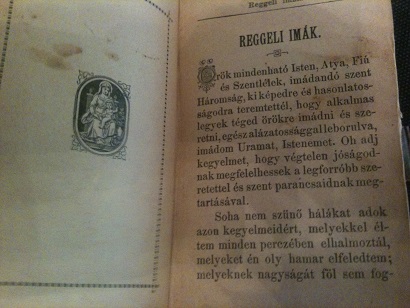 Reggeli
REGGELI IMÁK.
Örök mindenható Isten, Atya, Fiú
és Szentlélek, imádandó szent
Háromság, ki képedre és hasonlatos-
ságodra teremtettél, hogy alkalmas
legyek téged örökre imádni és sze-
retni, egész alázatossággal leborulva,
imádom Uramat, Istenemet. Oh adj
kegyelmet, hogy végtelen jóságod-
nak megfelelhessek a legforróbb sze-
retettel és szent parancsaidnak meg-
tartásával.
Soha nem szűnő hálákat adok
azon kegyelmeidért, melyekkel él-
tem minden perczében elhalmoztál,
melyeket én oly hamar elfeledtem;
melyeknek nagyságát föl sem fog-